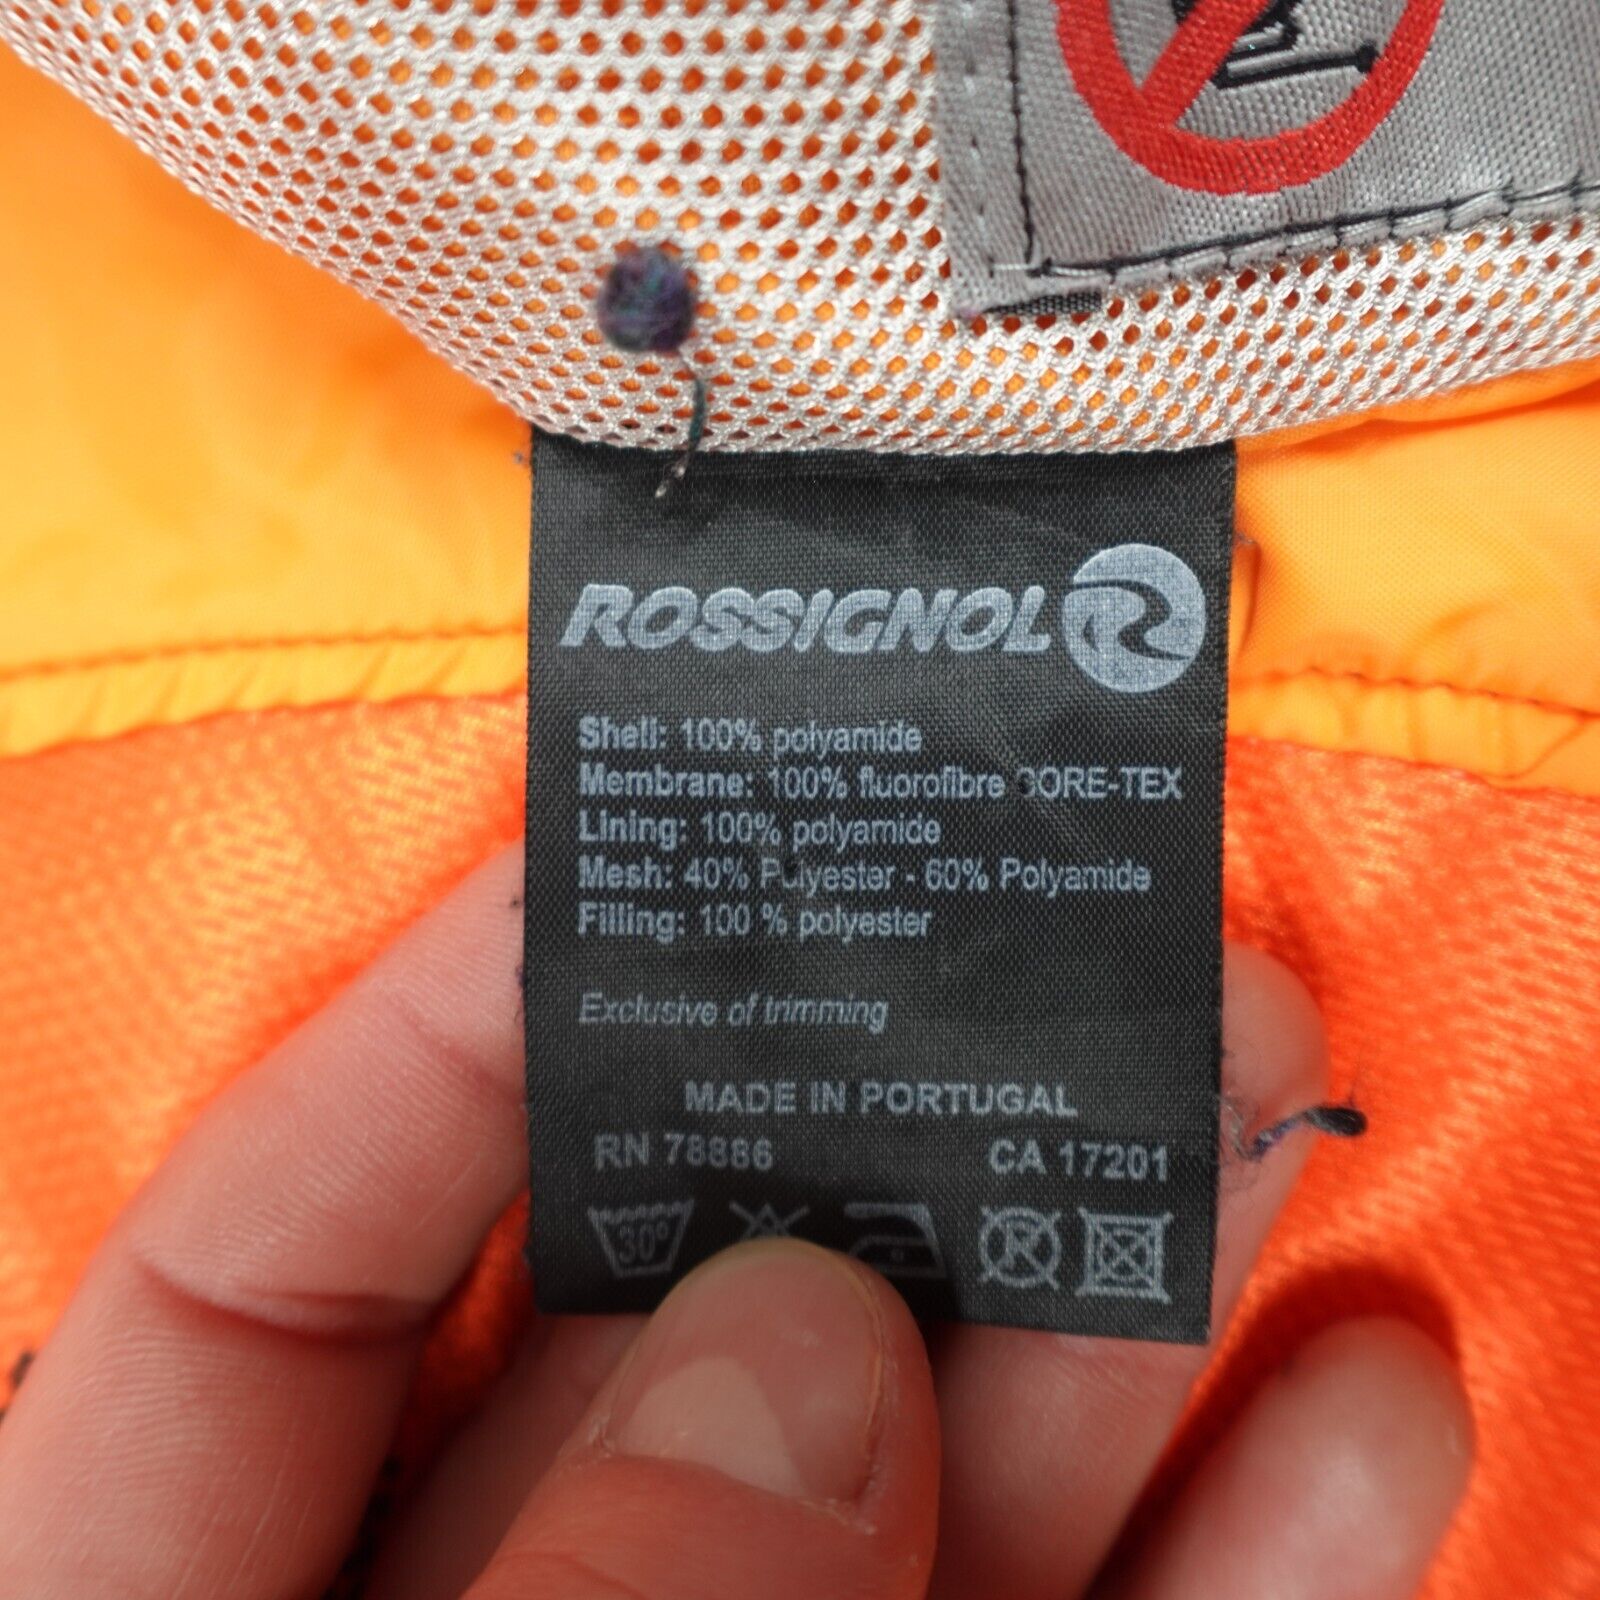 ROSSIGNOL
Shell: 100% polyamide
Membrane: 100% fluorofibre GORE-TEX
Lining: 100% polyamide
Mesh: 40% Polyester - 60% Polyamide
Filling: 100 % polyester
Exclusive of trimming
MADE IN PORTUGAL
RN 78886 CA 17201
30°